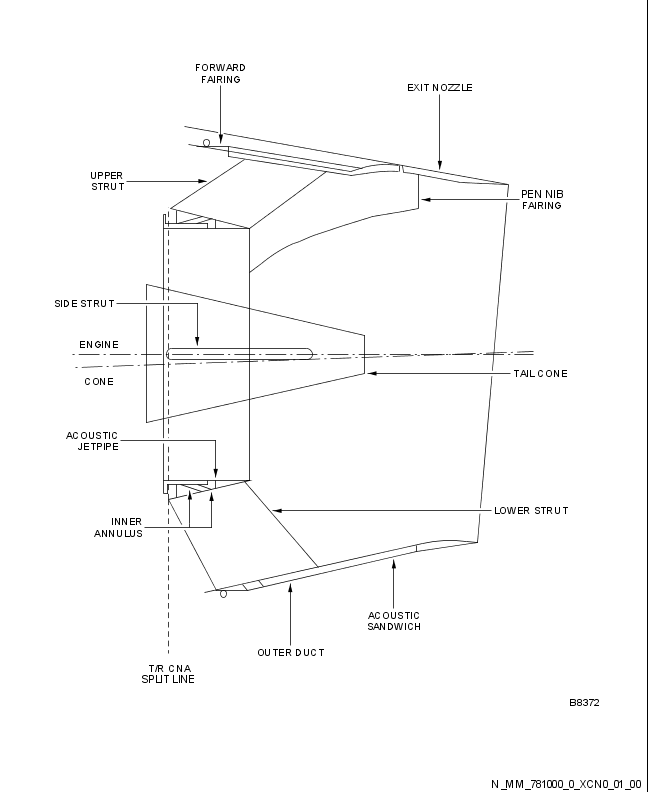 FORWARD
FAIRING
EXIT NOZZLE
UPPER
STRUT
PEN NIB
FAIRING
SIDE STRUT
ENGINE
CONE
TAIL CONE
ACOUSTIC
JETPIPE
LOWER STRUT
INNER
ANNULUS
ACOUSTIC
SANDWICH
OUTER DUCT
T/R CNA
SPLIT LINE
B8372
N_MM_781000_0_XCN0_01_00